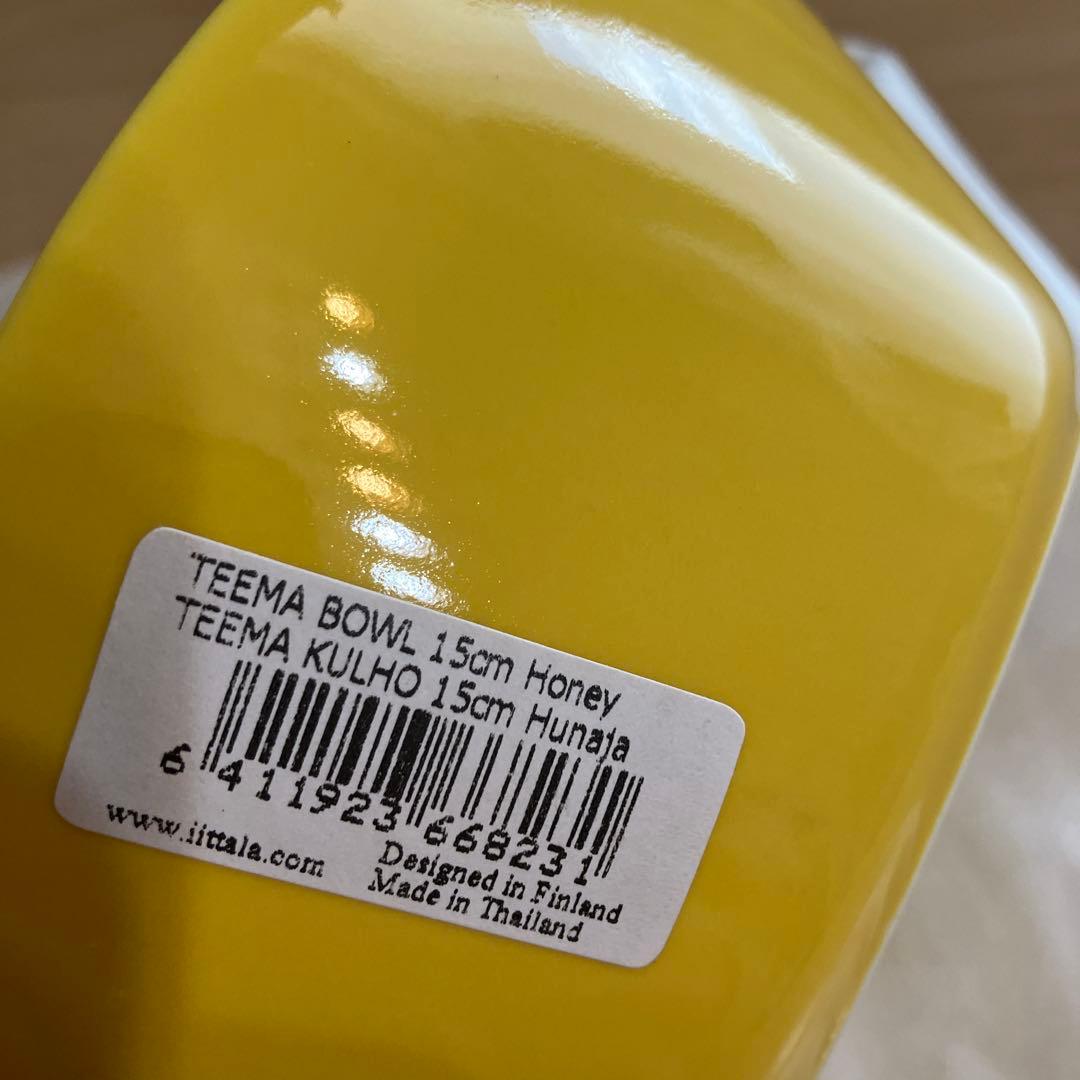 TEEMA BOWL 15cm Honey
TEEMA KULHO 15cm Hunaja
6 411923 668231
www.iittala.com
Designed in Finland
Made in Thailand